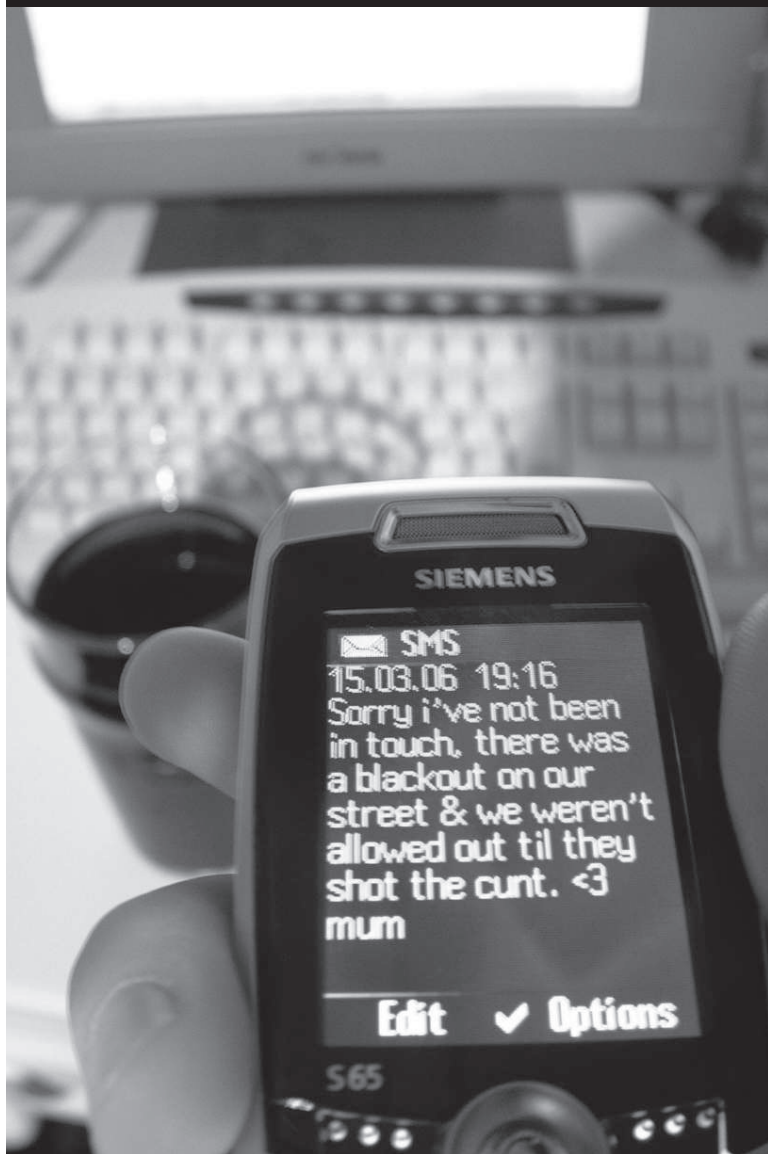 SIEMENS
SMS
15.03.06 19:16
Sorry i've not been
in touch, there was
a blackout on our
street & we weren't
allowed out til they
shot the cunt. <3
mum
Edit ✓ Options
S65